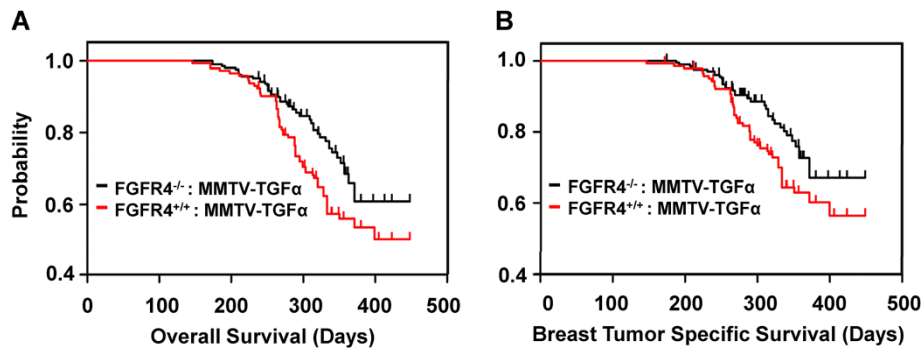 A
B
Probability
1.0
0.8
0.6
0.4
FGFR4-/- : MMTV-TGFα
FGFR4+/+ : MMTV-TGFα
0 100 200 300 400 500
Overall Survival (Days)
1.0
0.8
0.6
0.4
FGFR4-/- : MMTV-TGFα
FGFR4+/+ : MMTV-TGFα
0 100 200 300 400 500
Breast Tumor Specific Survival (Days)